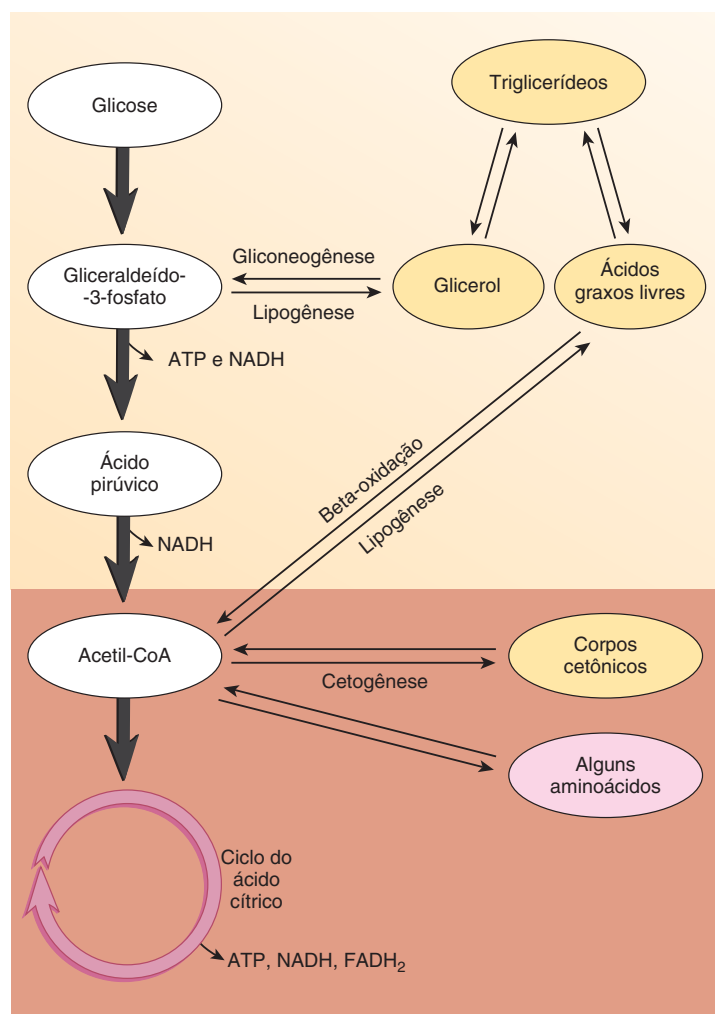 Triglicerídeos
Glicose
Gliconeogênese
Gliceraldeído-
-3-fosfato
Glicerol
Ácidos
graxos livres
Lipogênese
ATP e NADH
Ácido
pirúvico
Beta-oxidação
Lipogênese
NADH
Acetil-CoA
Corpos
cetônicos
Cetogênese
Alguns
aminoácidos
Ciclo do
ácido
cítrico
ATP, NADH, FADH₂